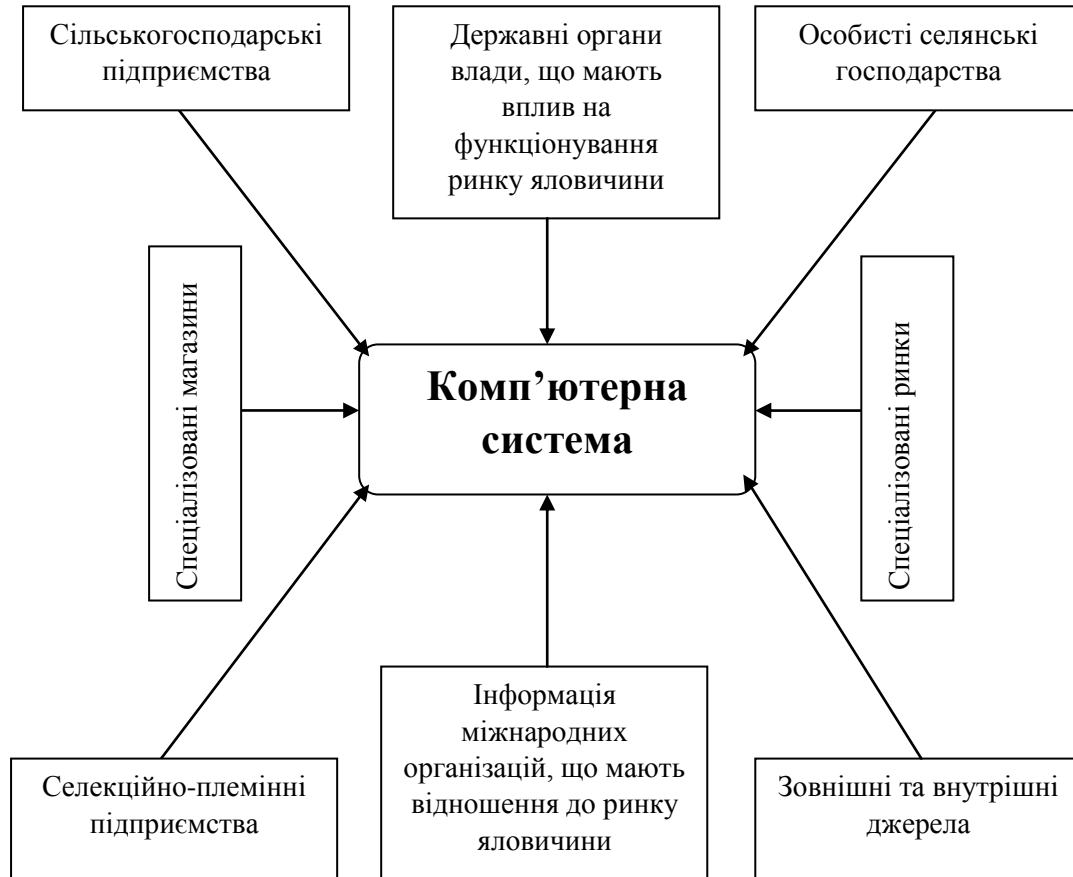 Сільськогосподарські
підприємства
Державні органи
влади, що мають
вплив на
функціонування
ринку яловичини
Особисті селянські
господарства
Спеціалізовані магазини
Комп’ютерна
система
Спеціалізовані ринки
Селекційно-племінні
підприємства
Інформація
міжнародних
організацій, що мають
відношення до ринку
яловичини
Зовнішні та внутрішні
джерела